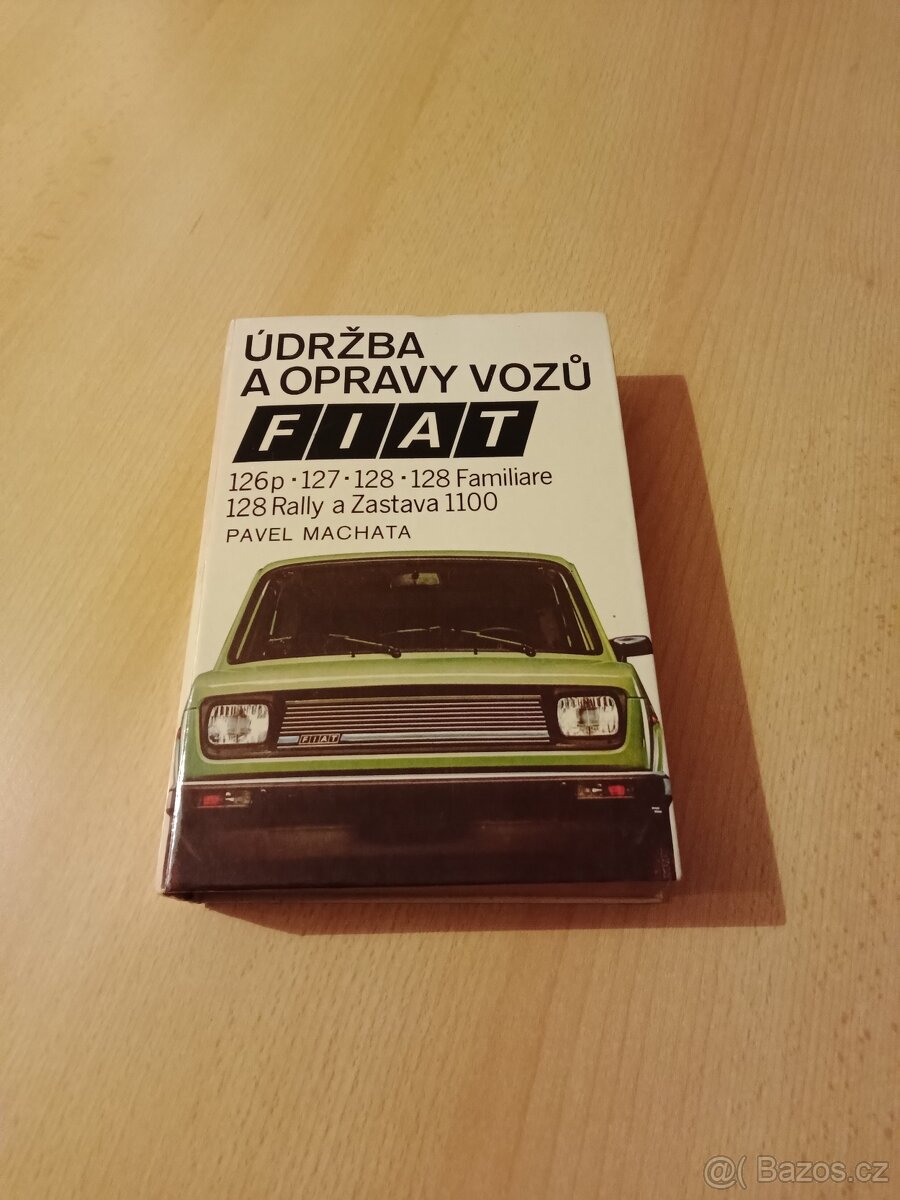 ÚDRŽBA
A OPRAVY VOZŮ
FIAT
126p · 127 · 128 · 128 Familiare
128 Rally a Zastava 1100
PAVEL MACHATA
FIAT
@( Bazos.cz